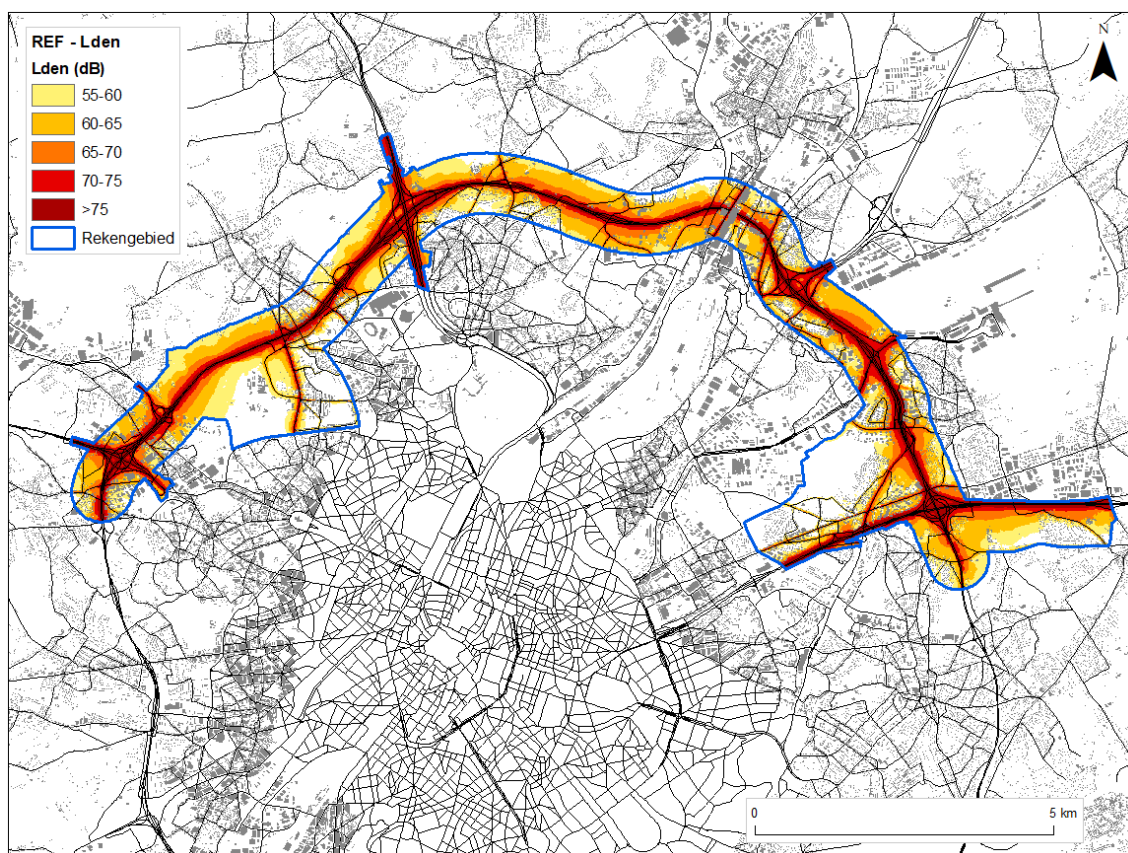 REF - Lden
Lden (dB)
55-60
60-65
65-70
70-75
>75
Rekengebied
N
0
5 km